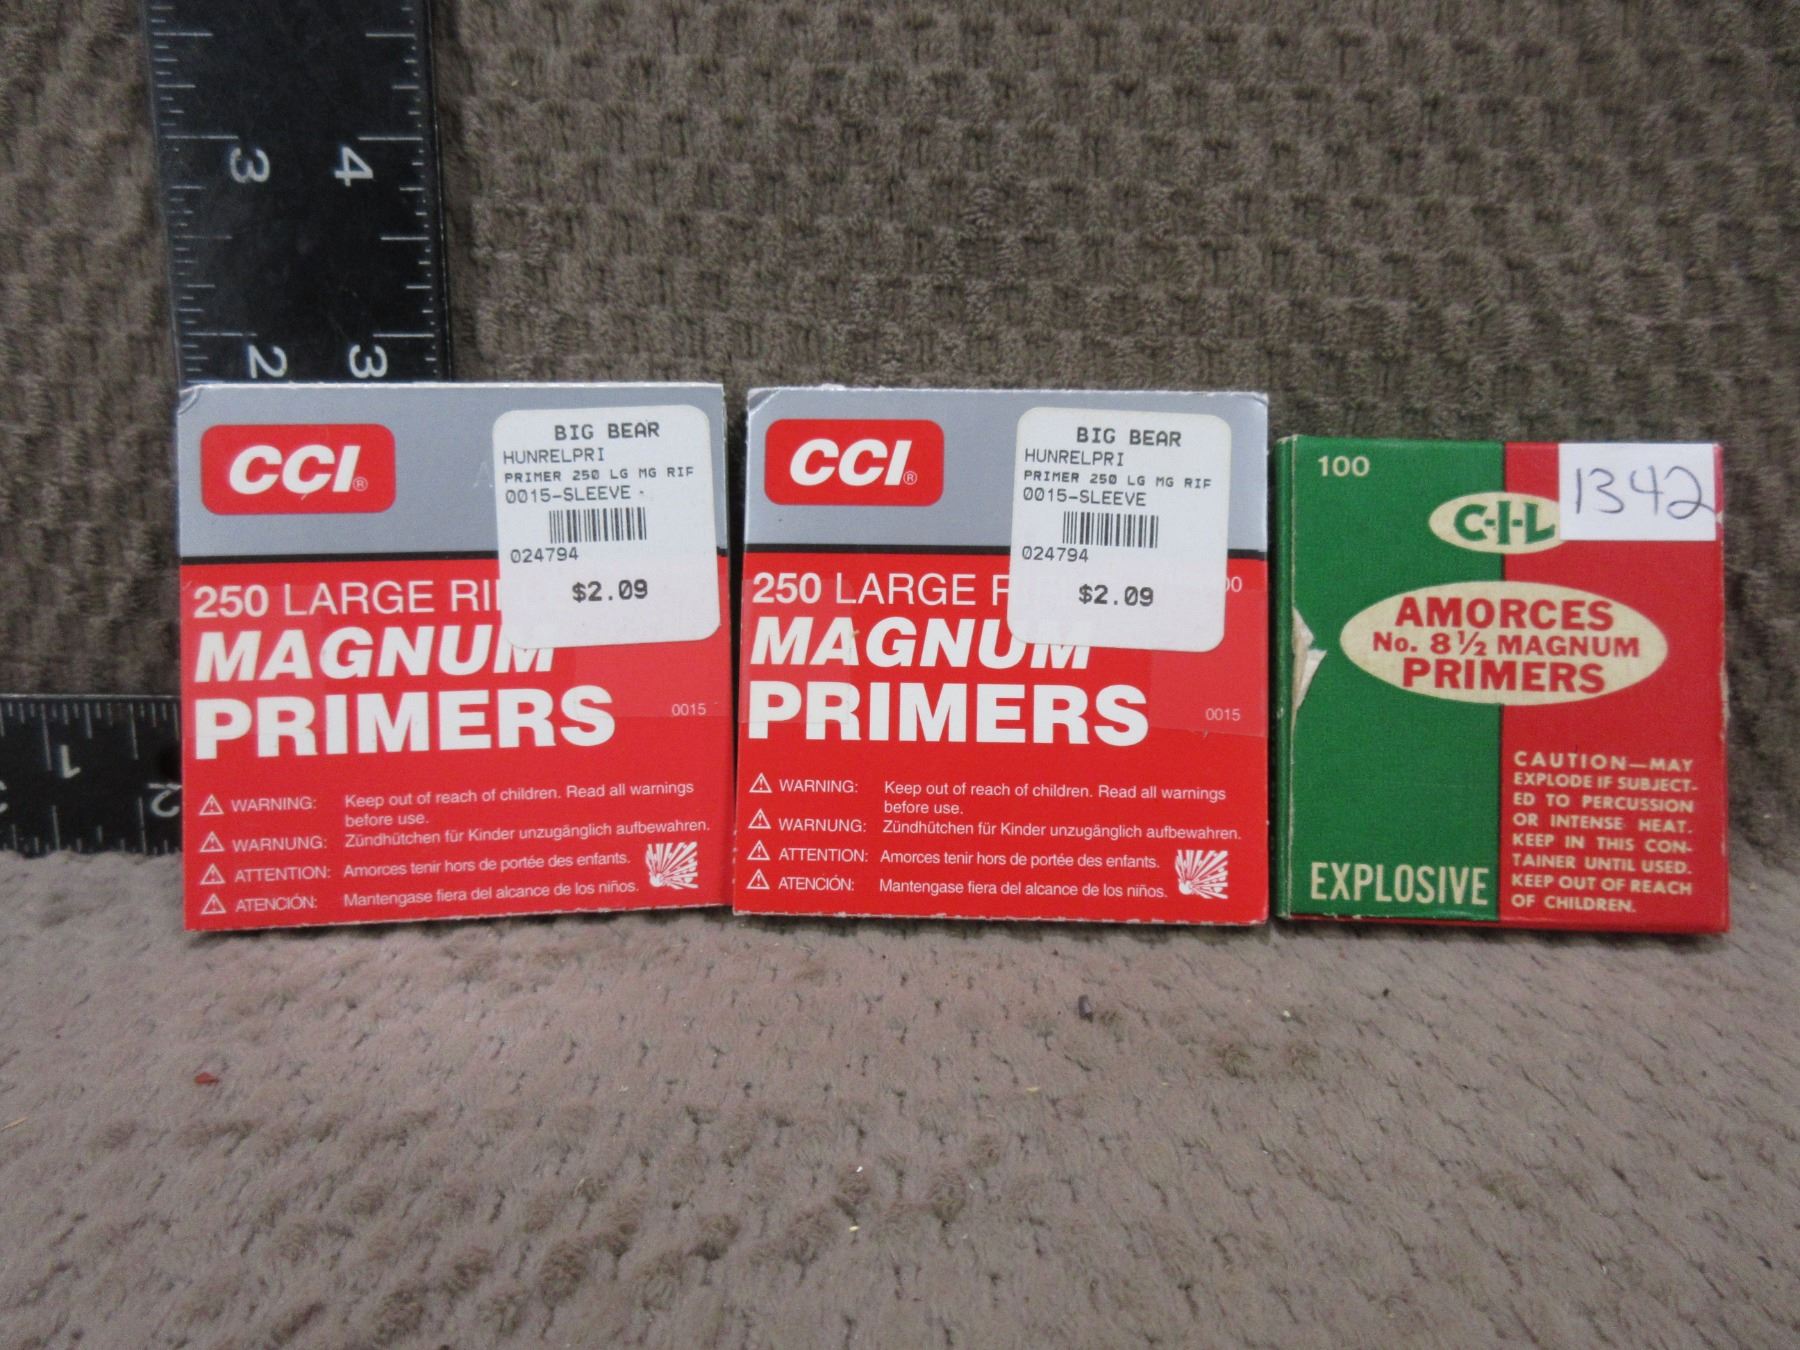 3 4
2 3
1 2
CCI®
BIG BEAR
HUNRELPRI
PRIMER 250 LG MG RIF
0015-SLEEVE
024794
$2.09
250 LARGE RI
MAGNUM
PRIMERS
0015
WARNING: Keep out of reach of children. Read all warnings
before use.
WARNUNG: Zündhütchen für Kinder unzugänglich aufbewahren.
ATTENTION: Amorces tenir hors de portée des enfants.
ATENCIÓN: Mantengase fiera del alcance de los niños.
CCI®
BIG BEAR
HUNRELPRI
PRIMER 250 LG MG RIF
0015-SLEEVE
024794
$2.09
250 LARGE R
MAGNUM
PRIMERS
0015
WARNING: Keep out of reach of children. Read all warnings
before use.
WARNUNG: Zündhütchen für Kinder unzugänglich aufbewahren.
ATTENTION: Amorces tenir hors de portée des enfants.
ATENCIÓN: Mantengase fiera del alcance de los niños.
100
1342
C-I-L
AMORCES
No. 8½ MAGNUM
PRIMERS
CAUTION—MAY
EXPLODE IF SUBJECT-
ED TO PERCUSSION
OR INTENSE HEAT.
KEEP IN THIS CON-
TAINER UNTIL USED.
KEEP OUT OF REACH
OF CHILDREN.
EXPLOSIVE